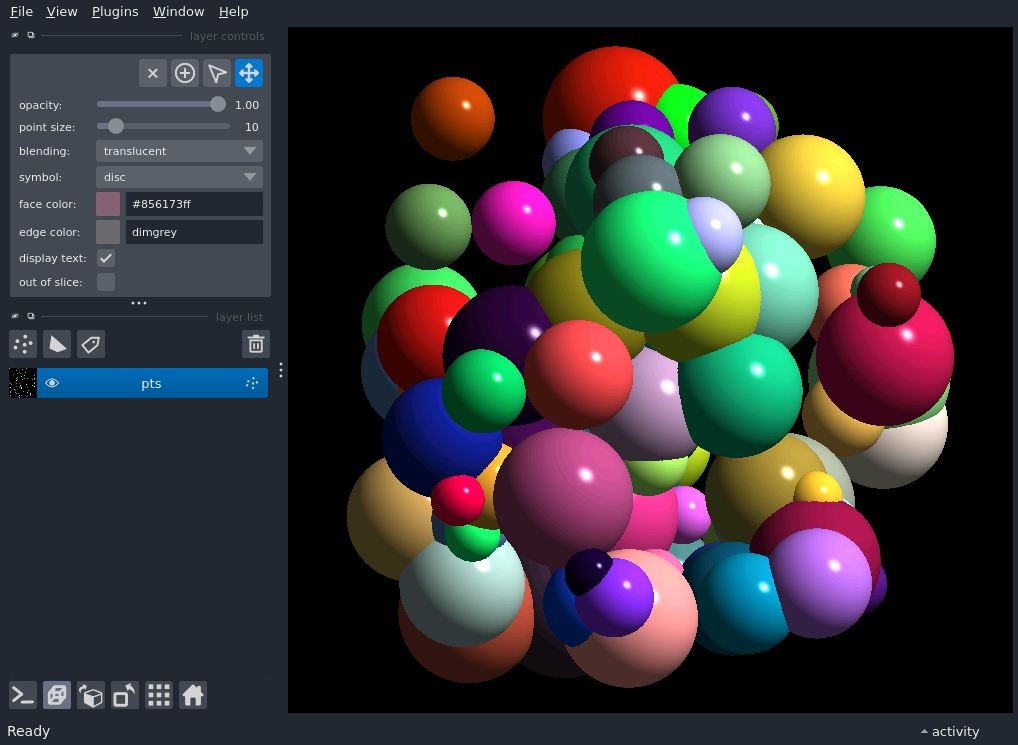 File View Plugins Window Help
layer controls
opacity: 1.00
point size: 10
blending: translucent
symbol: disc
face color: #856173ff
edge color: dimgrey
display text:
out of slice:
layer list
pts
Ready activity